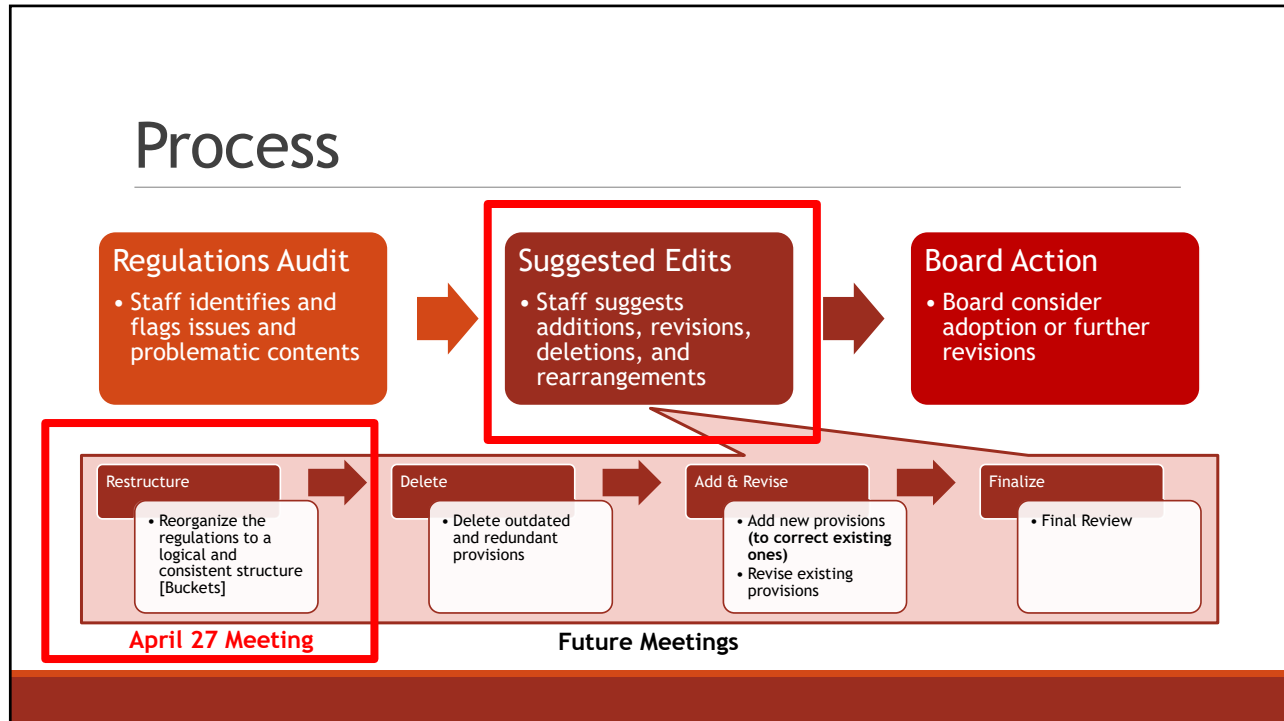 Process
Regulations Audit
• Staff identifies and
flags issues and
problematic contents
Suggested Edits
• Staff suggests
additions, revisions,
deletions, and
rearrangements
Board Action
• Board consider
adoption or further
revisions
Restructure
• Reorganize the
regulations to a
logical and
consistent structure
[Buckets]
Delete
• Delete outdated
and redundant
provisions
Add & Revise
• Add new provisions
(to correct existing
ones)
• Revise existing
provisions
Finalize
• Final Review
April 27 Meeting
Future Meetings